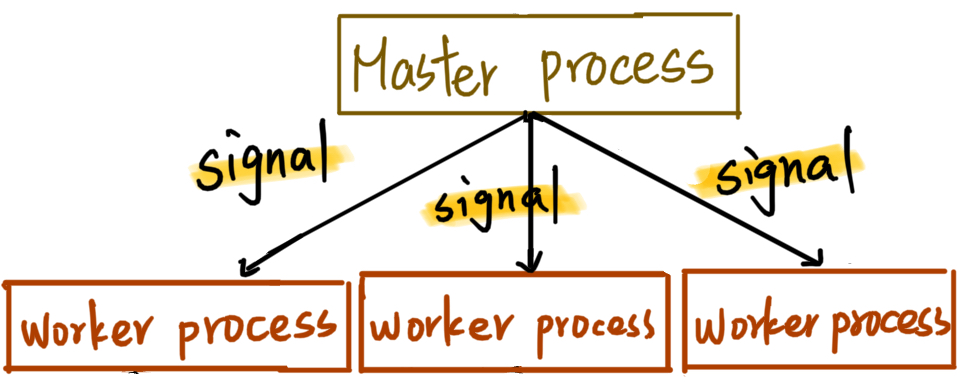 Master process
signal
signal
signal
worker process
worker process
worker process